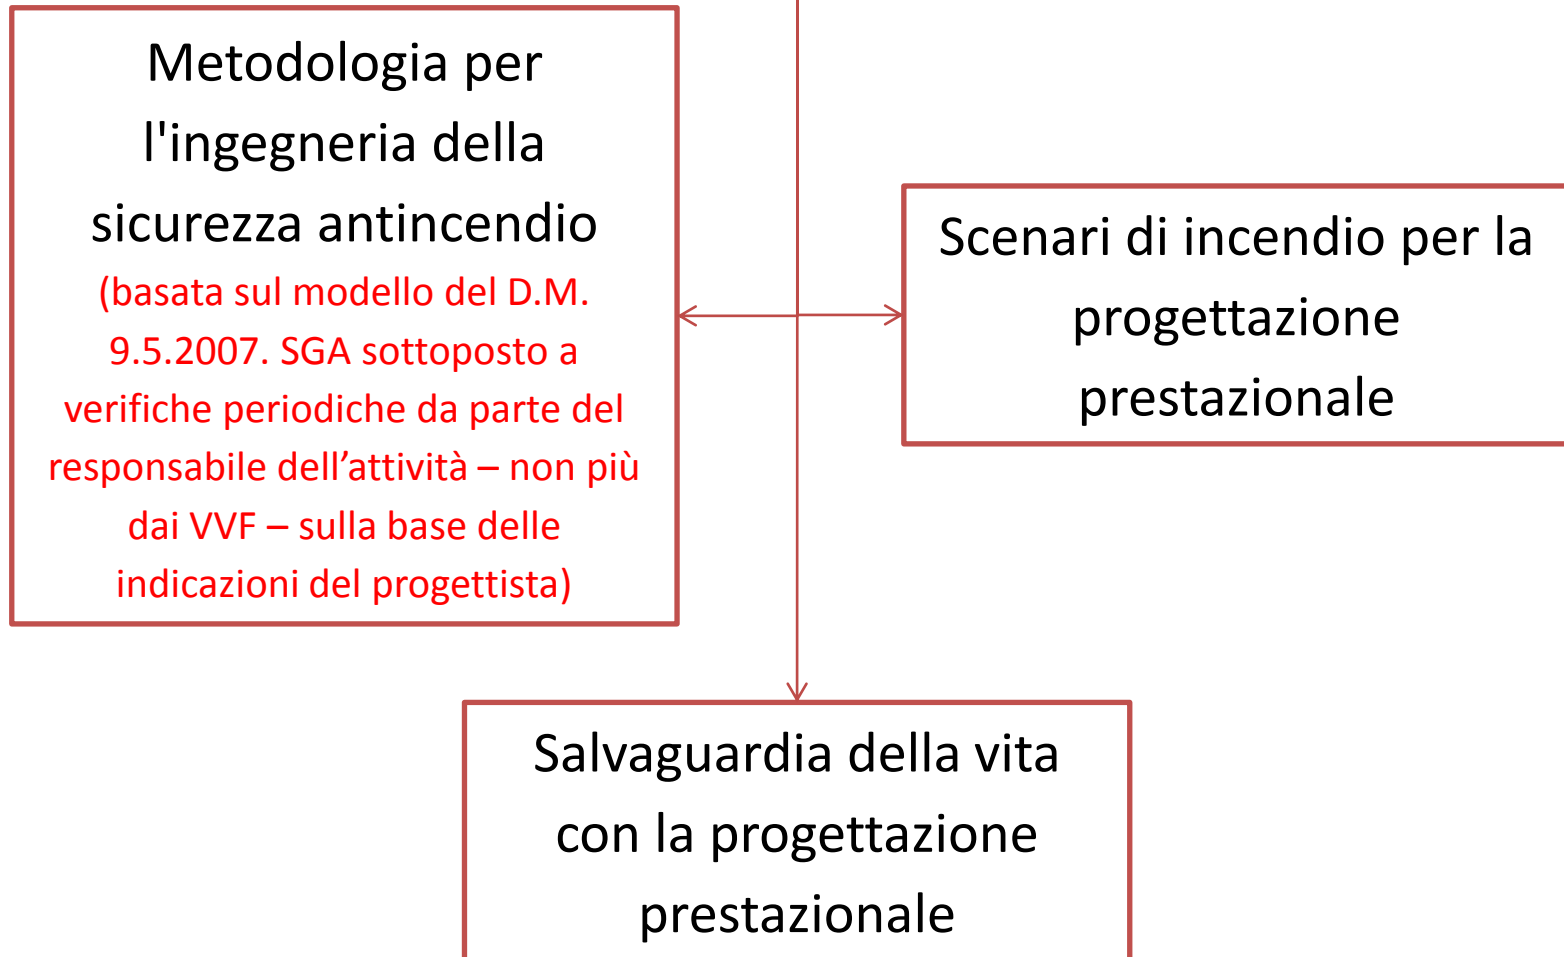 Metodologia per
l'ingegneria della
sicurezza antincendio
(basata sul modello del D.M.
9.5.2007. SGA sottoposto a
verifiche periodiche da parte del
responsabile dell’attività – non più
dai VVF – sulla base delle
indicazioni del progettista)
Scenari di incendio per la
progettazione
prestazionale
Salvaguardia della vita
con la progettazione
prestazionale